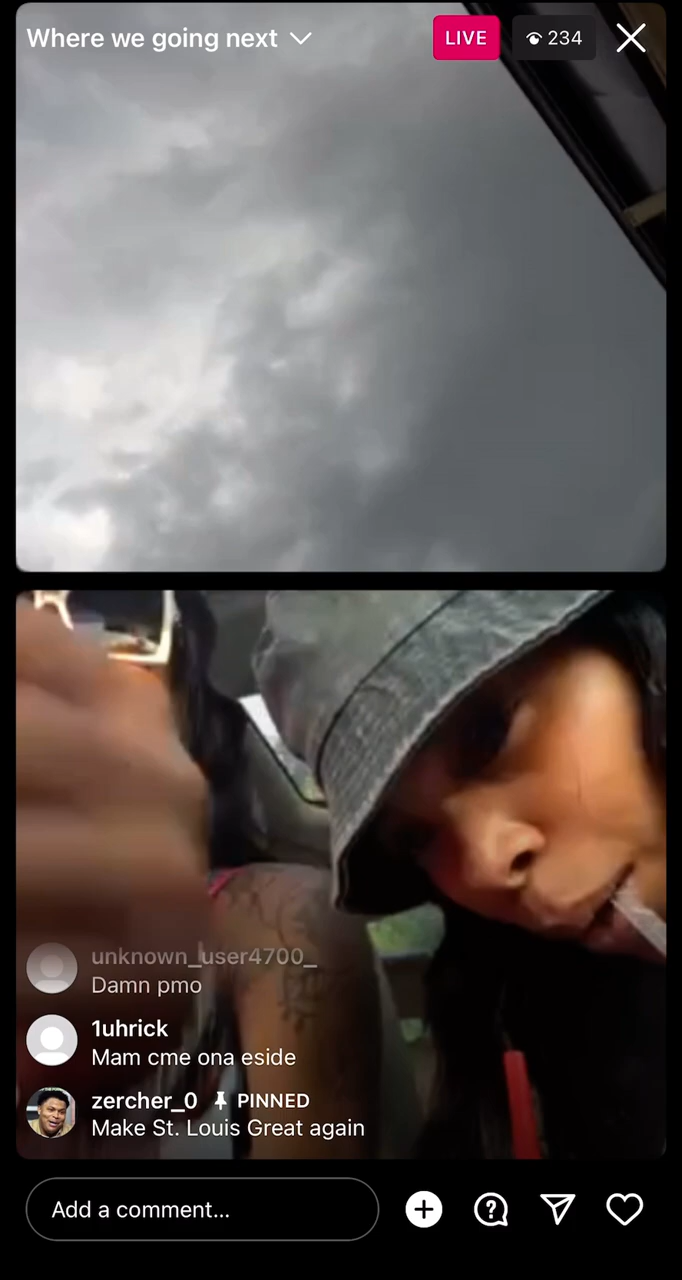 Where we going next
LIVE
234
unknown_user4700_
Damn pmo
1uhrick
Mam cme ona eside
zercher_0 PINNED
Make St. Louis Great again
Add a comment...